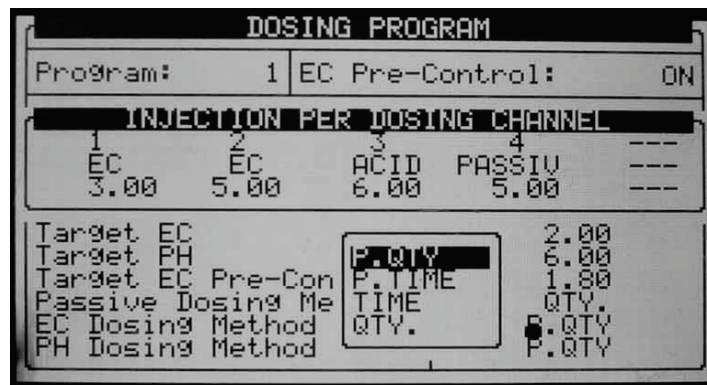 DOSING PROGRAM
Program: 1 EC Pre-Control: ON
INJECTION PER DOSING CHANNEL
1 2 3 4 ---
EC EC ACID PASSIV ---
3.00 5.00 6.00 5.00 ---
Target EC 2.00
Target PH P.QTY 6.00
Target EC Pre-Con P.TIME 1.80
Passive Dosing Me TIME QTY.
EC Dosing Method QTY. P.QTY
PH Dosing Method P.QTY